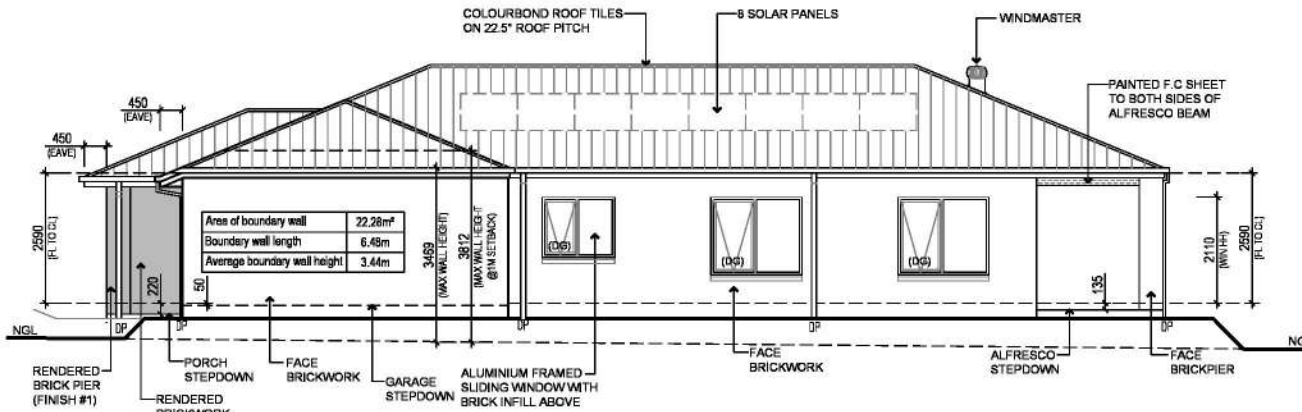 COLOURBOND ROOF TILES
ON 22.5° ROOF PITCH
8 SOLAR PANELS
WINDMASTER
PAINTED F.C SHEET
TO BOTH SIDES OF
ALFRESCO BEAM
450
(EAVE)
450
(EAVE)
2590
(FL TO CL)
220
50
Area of boundary wall 22.28m²
Boundary wall length 6.48m
Average boundary wall height 3.44m
3469
(MAX WALL HEIGHT)
3812
(MAX WALL HEIGHT
@1M SETBACK)
(DG)
(DG)
(DG)
135
2110
(MIN HH)
2590
(FL TO CL)
NGL
DP
DP
DP
DP
DP
RENDERED
BRICK PIER
(FINISH #1)
RENDERED
BRICKWORK
PORCH
STEPDOWN
FACE
BRICKWORK
GARAGE
STEPDOWN
ALUMINIUM FRAMED
SLIDING WINDOW WITH
BRICK INFILL ABOVE
FACE
BRICKWORK
ALFRESCO
STEPDOWN
FACE
BRICKPIER